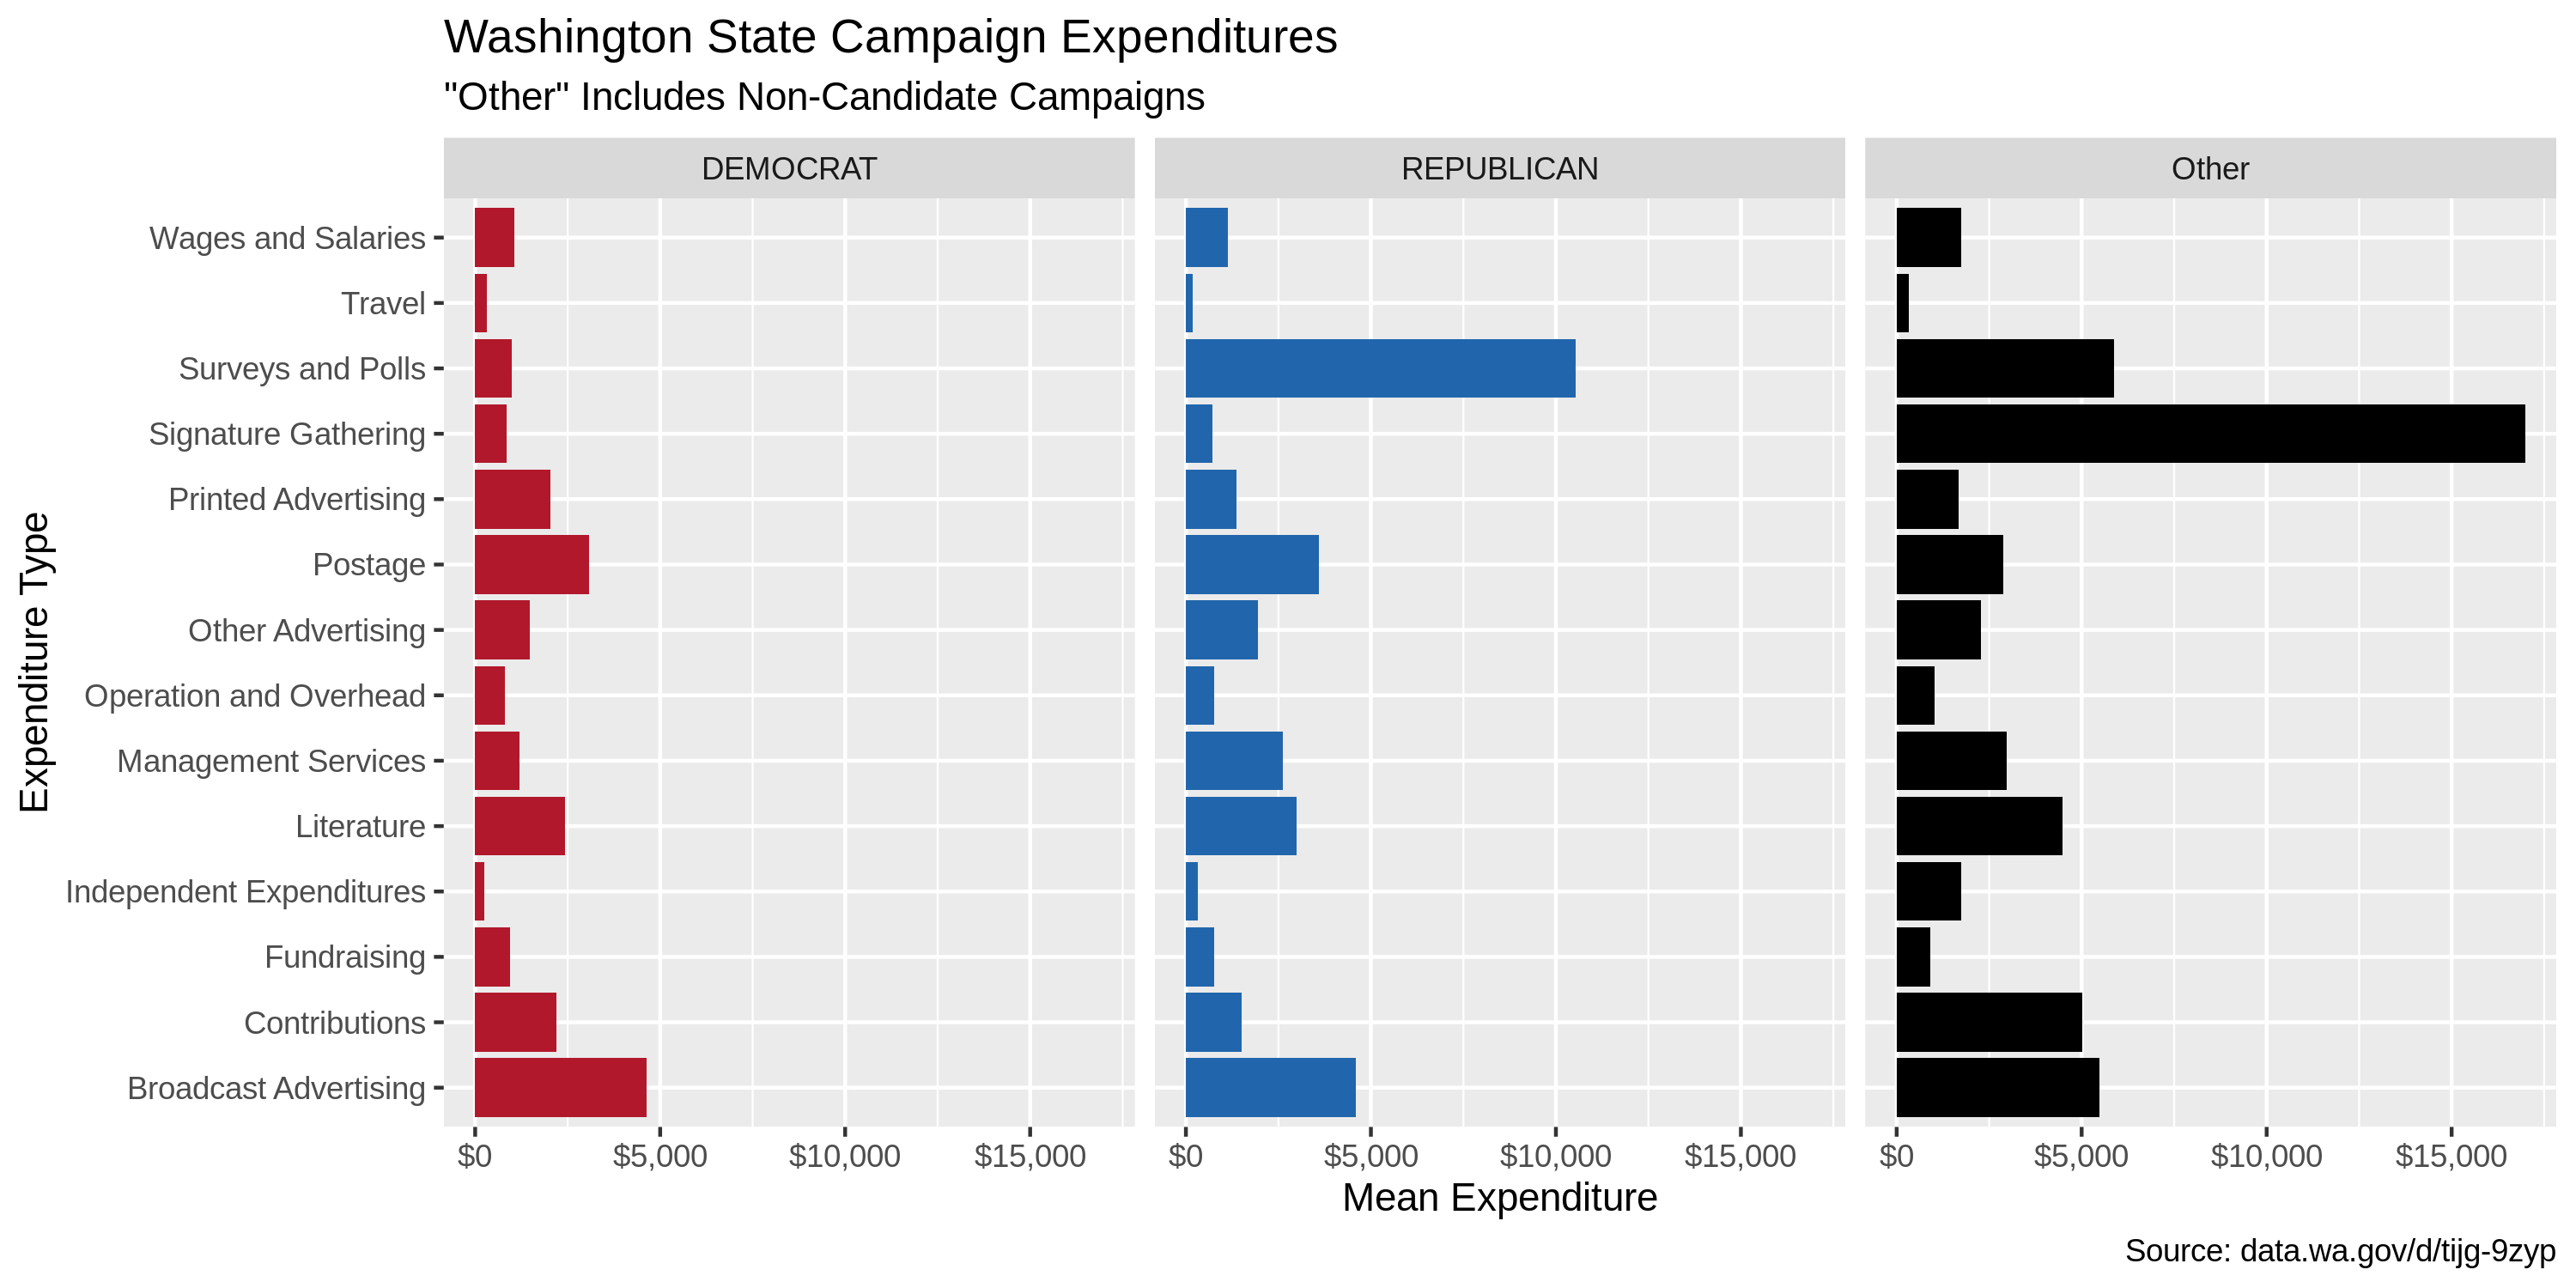 Washington State Campaign Expenditures
"Other" Includes Non-Candidate Campaigns
DEMOCRAT
REPUBLICAN
Other
Expenditure Type
Wages and Salaries
Travel
Surveys and Polls
Signature Gathering
Printed Advertising
Postage
Other Advertising
Operation and Overhead
Management Services
Literature
Independent Expenditures
Fundraising
Contributions
Broadcast Advertising
$0 $5,000 $10,000 $15,000
$0 $5,000 $10,000 $15,000
$0 $5,000 $10,000 $15,000
Mean Expenditure
Source: data.wa.gov/d/tijg-9zyp